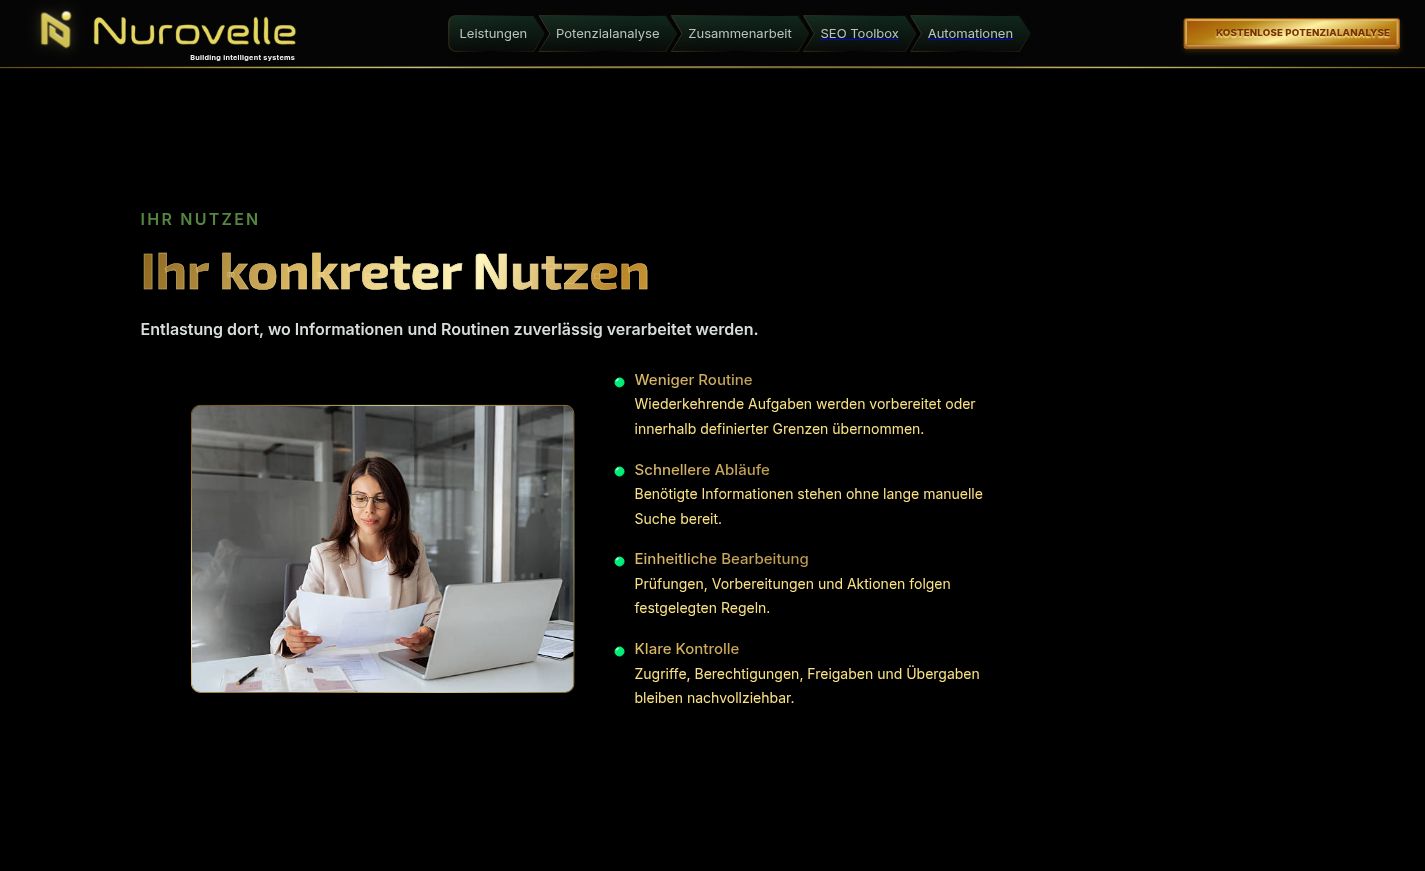 Nurovelle
Building intelligent systems
Leistungen
Potenzialanalyse
Zusammenarbeit
SEO Toolbox
Automationen
KOSTENLOSE POTENZIALANALYSE
IHR NUTZEN
Ihr konkreter Nutzen
Entlastung dort, wo Informationen und Routinen zuverlässig verarbeitet werden.
Weniger Routine
Wiederkehrende Aufgaben werden vorbereitet oder
innerhalb definierter Grenzen übernommen.
Schnellere Abläufe
Benötigte Informationen stehen ohne lange manuelle
Suche bereit.
Einheitliche Bearbeitung
Prüfungen, Vorbereitungen und Aktionen folgen
festgelegten Regeln.
Klare Kontrolle
Zugriffe, Berechtigungen, Freigaben und Übergaben
bleiben nachvollziehbar.